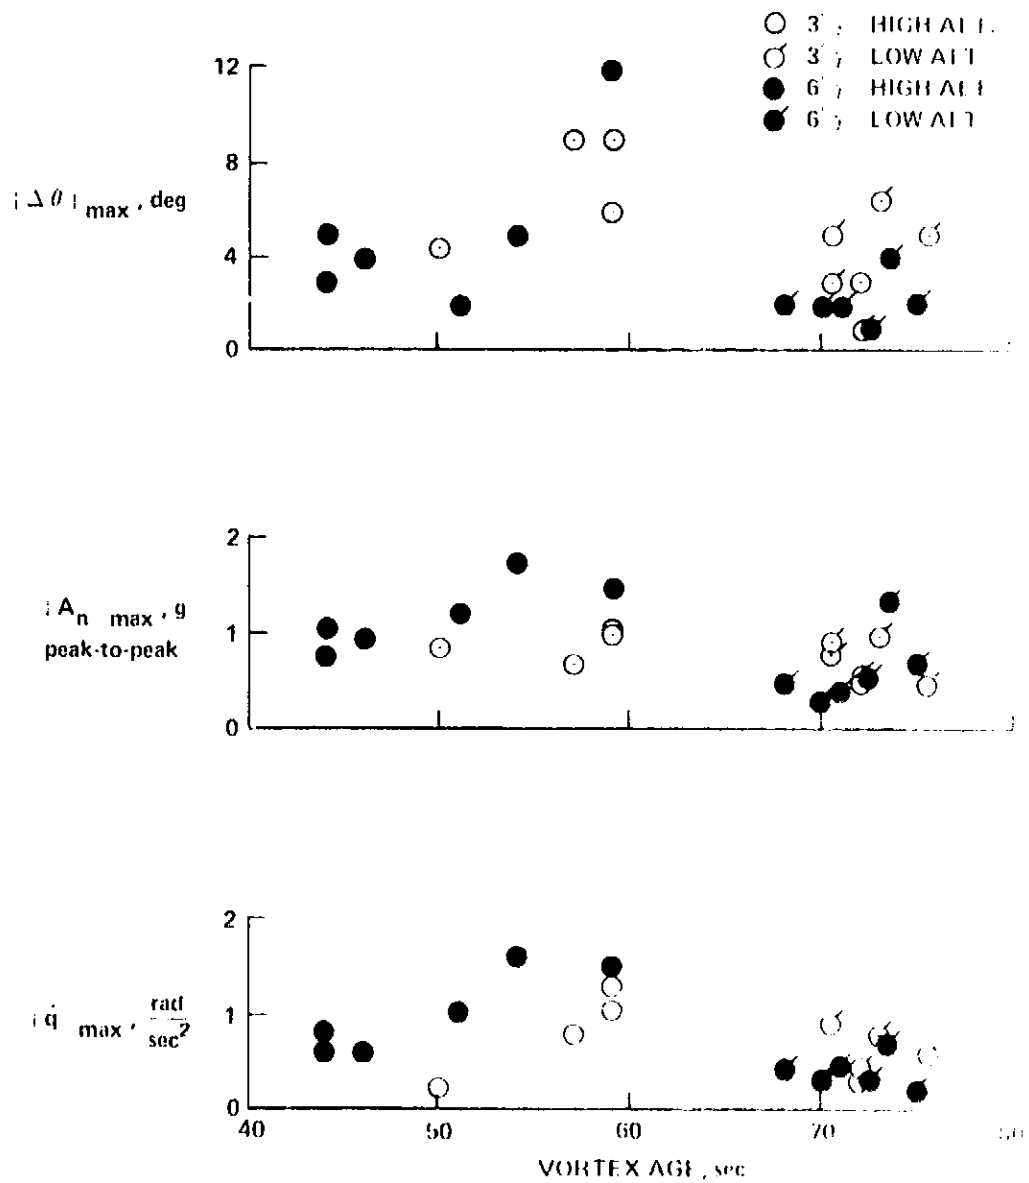 3° HIGH ALT.
3° LOW ALT
6° HIGH ALT
6° LOW ALT
12
8
4
0
|Δθ|max, deg
2
1
0
An max, g
peak-to-peak
2
1
0
q̇ max, rad
sec²
40 50 60 70
VORTEX AGE, sec